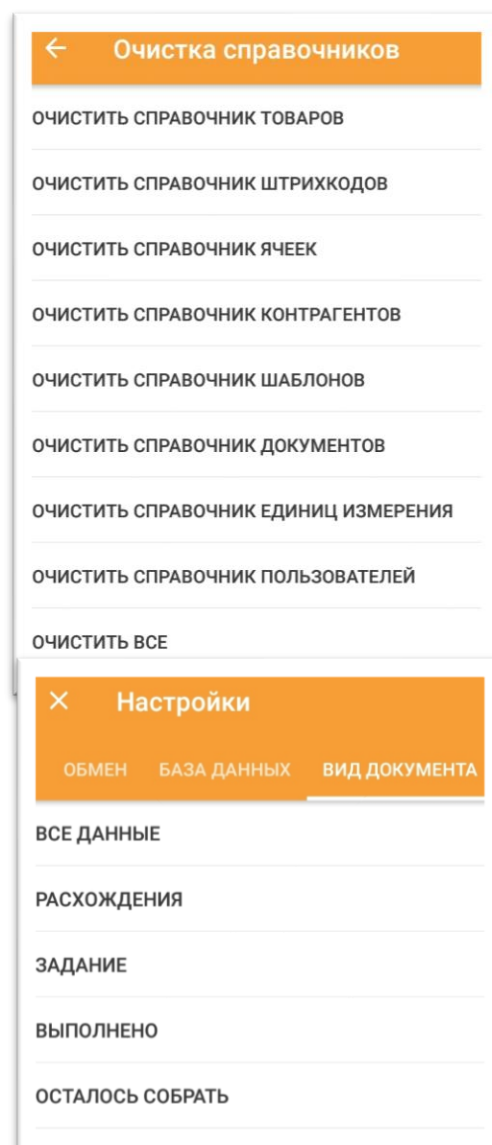 Очистка справочников
ОЧИСТИТЬ СПРАВОЧНИК ТОВАРОВ
ОЧИСТИТЬ СПРАВОЧНИК ШТРИХКОДОВ
ОЧИСТИТЬ СПРАВОЧНИК ЯЧЕЕК
ОЧИСТИТЬ СПРАВОЧНИК КОНТРАГЕНТОВ
ОЧИСТИТЬ СПРАВОЧНИК ШАБЛОНОВ
ОЧИСТИТЬ СПРАВОЧНИК ДОКУМЕНТОВ
ОЧИСТИТЬ СПРАВОЧНИК ЕДИНИЦ ИЗМЕРЕНИЯ
ОЧИСТИТЬ СПРАВОЧНИК ПОЛЬЗОВАТЕЛЕЙ
ОЧИСТИТЬ ВСЕ
Настройки
ОБМЕН БАЗА ДАННЫХ ВИД ДОКУМЕНТА
ВСЕ ДАННЫЕ
РАСХОЖДЕНИЯ
ЗАДАНИЕ
ВЫПОЛНЕНО
ОСТАЛОСЬ СОБРАТЬ